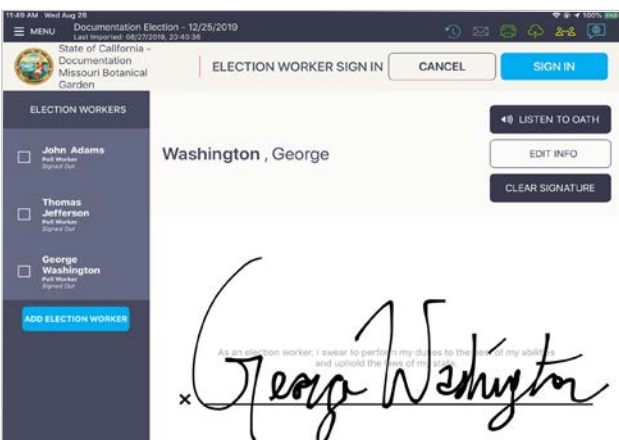 11:49 AM Wed Aug 28
100%
MENU
Documentation Election - 12/25/2019
Last Imported: 08/27/2019, 20:40:36
State of California -
Documentation
Missouri Botanical
Garden
ELECTION WORKER SIGN IN
CANCEL
SIGN IN
ELECTION WORKERS
John Adams
Poll Worker
Signed Out
Thomas
Jefferson
Poll Worker
Signed Out
George
Washington
Poll Worker
Signed Out
ADD ELECTION WORKER
Washington , George
LISTEN TO OATH
EDIT INFO
CLEAR SIGNATURE
As an election worker, I swear to perform my duties to the best of my abilities
and uphold the laws of my state.
George Washington
×